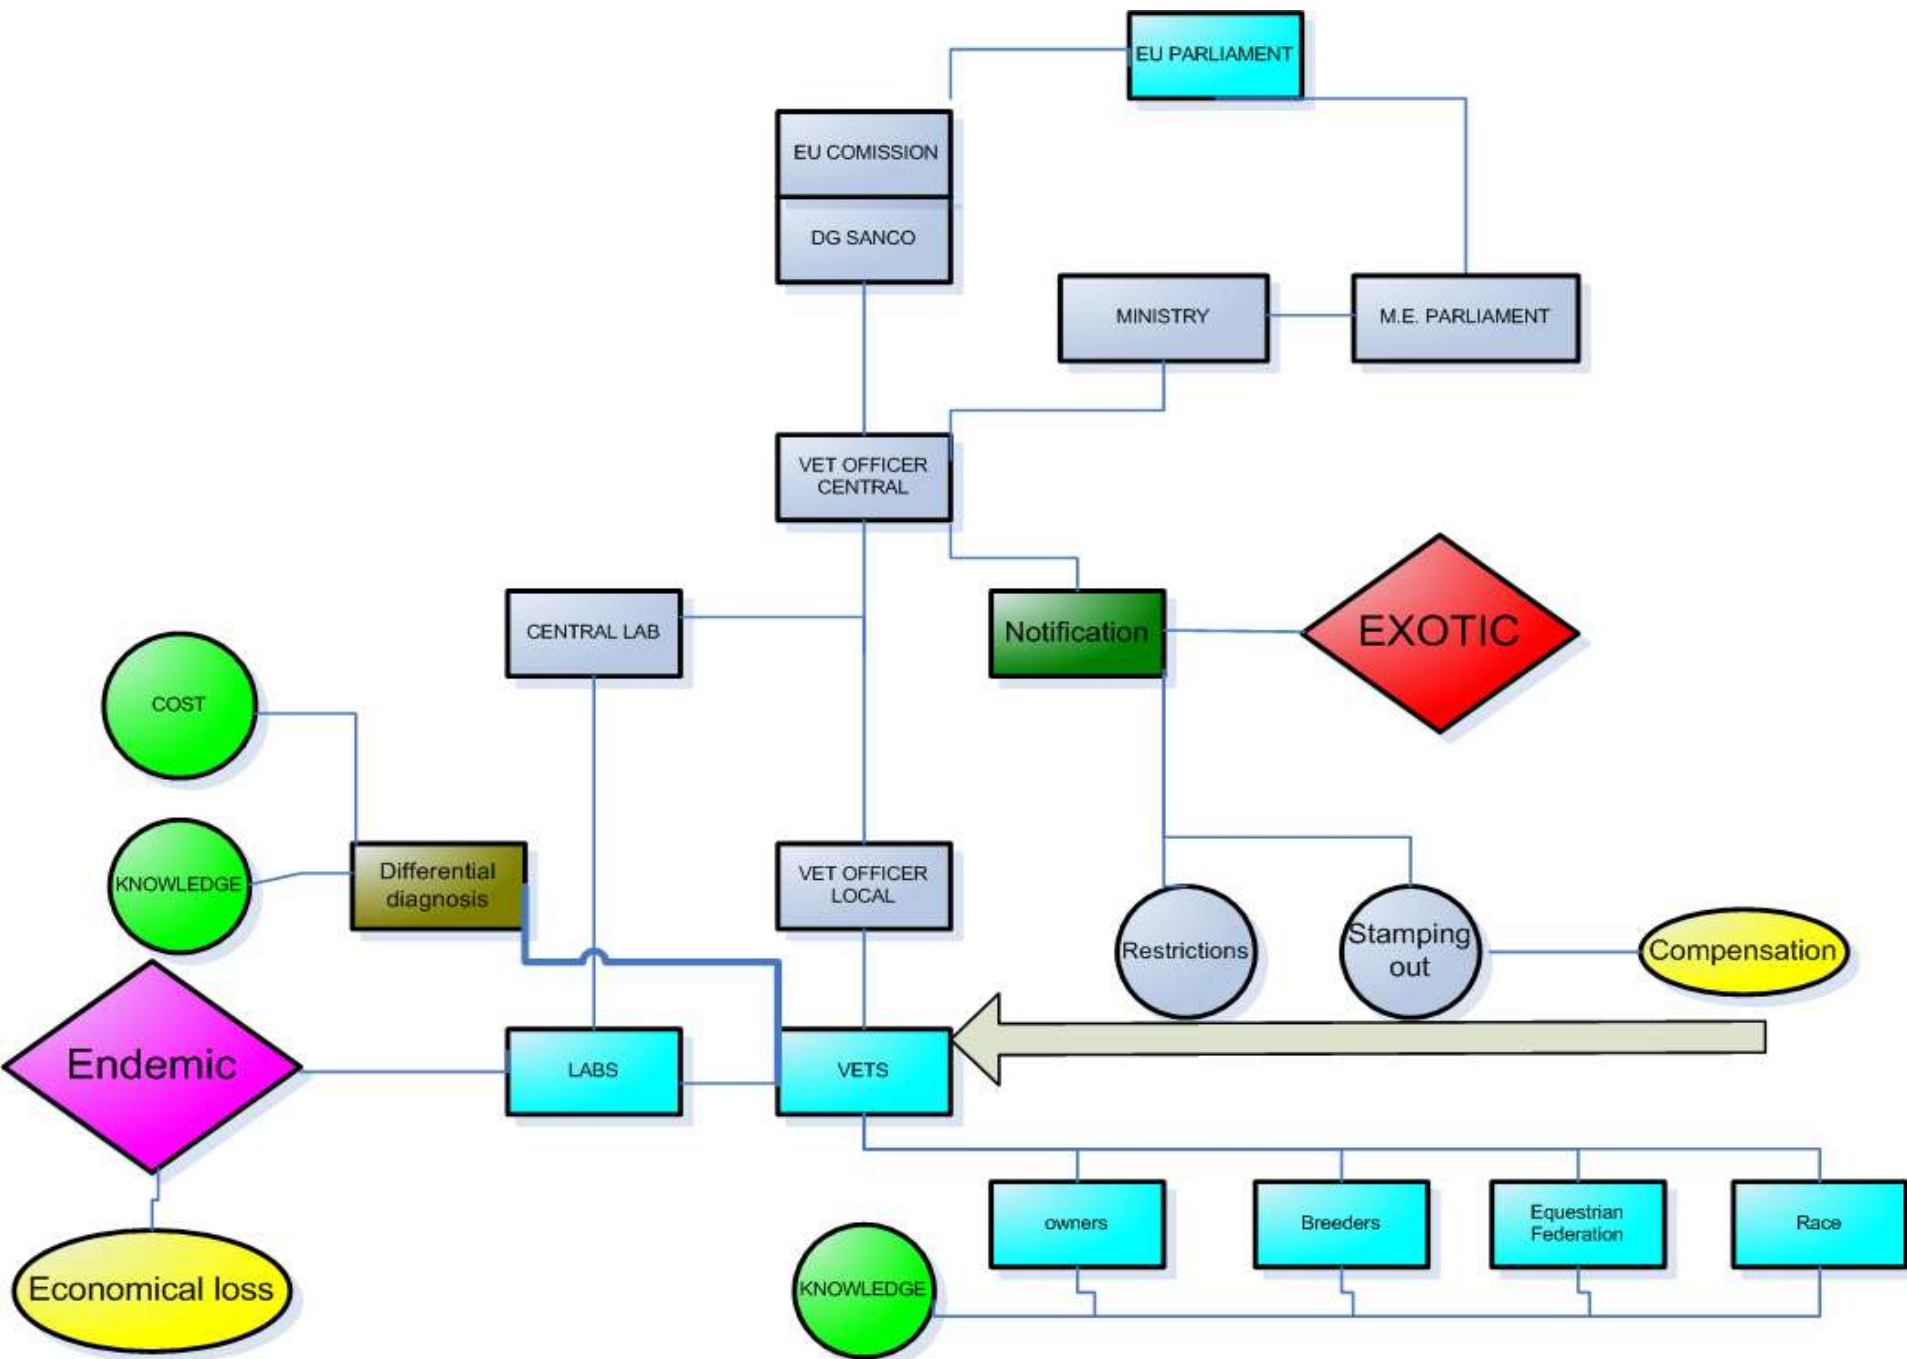 EU PARLIAMENT
EU COMISSION
DG SANCO
MINISTRY
M.E. PARLIAMENT
VET OFFICER
CENTRAL
CENTRAL LAB
Notification
EXOTIC
COST
KNOWLEDGE
Differential
diagnosis
VET OFFICER
LOCAL
Restrictions
Stamping
out
Compensation
Endemic
LABS
VETS
owners
Breeders
Equestrian
Federation
Race
Economical loss
KNOWLEDGE